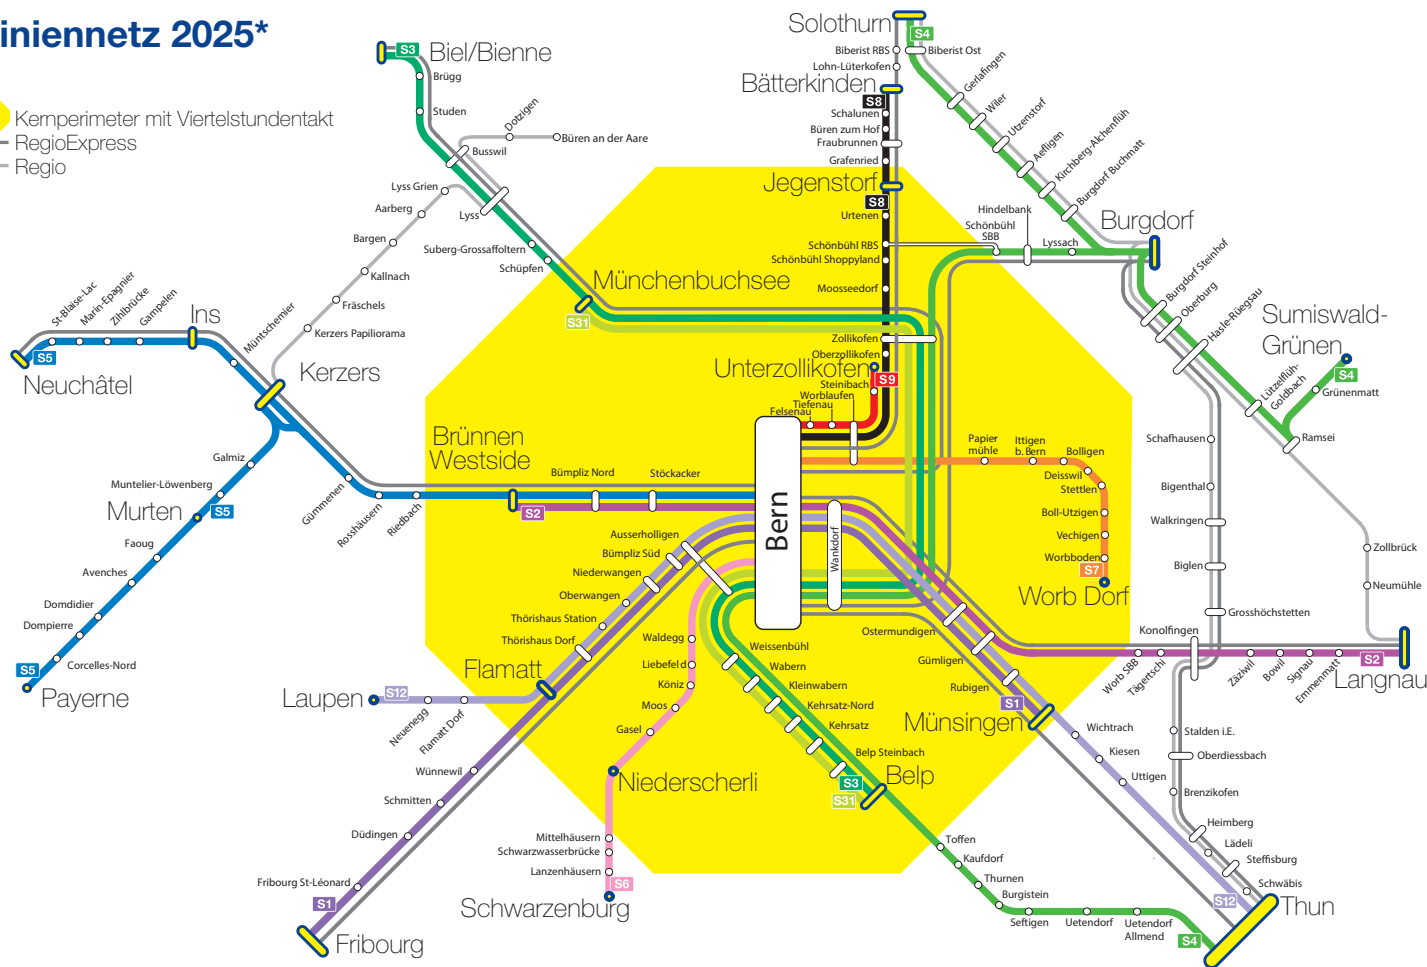 iniennetz 2025*
Kernperimeter mit Viertelstundentakt
RegioExpress
Regio
S3
Biel/Bienne
Brügg
Studen
Dotzigen
Büren an der Aare
Busswil
Lyss Grien
Lyss
Aarberg
Bargen
Suberg-Grossaffoltern
Schüpfen
Kallnach
Fräschels
Kerzers Papiliorama
Münchenbuchsee
S31
Solothurn
S4
Biberist RBS
Biberist Ost
Lohn-Lüterkofen
Bätterkinden
S8
Schalunen
Büren zum Hof
Fraubrunnen
Grafenried
Jegenstorf
S8
Urtenen
Schönbühl RBS
Schönbühl Shoppyland
Moosseedorf
Zollikofen
Oberzollikofen
Unterzollikofen
S9
Steinibach
Worblaufen
Tiefenau
Felsenau
Gerlafingen
Wiler
Utzenstorf
Aefligen
Kirchberg-Alchenflüh
Burgdorf Buchmatt
Burgdorf
Hindelbank
Schönbühl
SBB
Lyssach
Burgdorf Steinhof
Oberburg
Hasle-Rüegsau
Sumiswald-
Grünen
S4
Grünenmatt
Lützelflüh-
Goldbach
Ramsei
Schafhausen
Bigenthal
Walkringen
Biglen
Grosshöchstetten
Zollbrück
Neumühle
Konolfingen
S2
Langnau
Worb SBB
Tägertschi
Zäziwil
Bowil
Signau
Emmenmatt
Stalden i.E.
Oberdiessbach
Brenzikofen
Heimberg
Lädeli
Steffisburg
Schwäbis
S12
Thun
St-Blaise-Lac
Marin-Epagnier
Zihlbrücke
Gampelen
Ins
Müntschemier
S5
Neuchâtel
Kerzers
Galmiz
Muntelier-Löwenberg
Murten
S5
Faoug
Avenches
Domdidier
Dompierre
Corcelles-Nord
S5
Payerne
Gümmenen
Rosshäusern
Riedbach
Brünnen
Westside
S2
Bümpliz Nord
Stöckacker
Bern
Wankdorf
Papier
mühle
Ittigen
b. Bern
Bolligen
Deisswil
Stettlen
Boll-Utzigen
Vechigen
Worbboden
S7
Worb Dorf
Ausserholligen
Bümpliz Süd
Niederwangen
Oberwangen
Thörishaus Station
Thörishaus Dorf
Flamatt
Laupen
S12
Neuenegg
Flamatt Dorf
Wünnewil
Schmitten
Düdingen
Fribourg St-Léonard
S1
Fribourg
Waldegg
Liebefeld
Köniz
Moos
Gasel
Niederscherli
Mittelhäusern
Schwarzwasserbrücke
Lanzenhäusern
S6
Schwarzenburg
Weissenbühl
Wabern
Kleinwabern
Kehrsatz-Nord
Kehrsatz
Belp Steinbach
S3
S31
Belp
Toffen
Kaufdorf
Thurnen
Burgistein
Seftigen
Uetendorf
Uetendorf
Allmend
S4
Ostermundigen
Gümligen
Rubigen
S1
Münsingen
Wichtrach
Kiesen
Uttigen